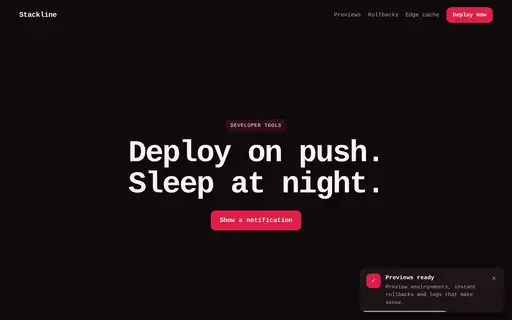 Stackline
Previews Rollbacks Edge cache Deploy now
DEVELOPER TOOLS
Deploy on push.
Sleep at night.
Show a notification
✓ Previews ready ×
Preview environments, instant
rollbacks and logs that make
sense.